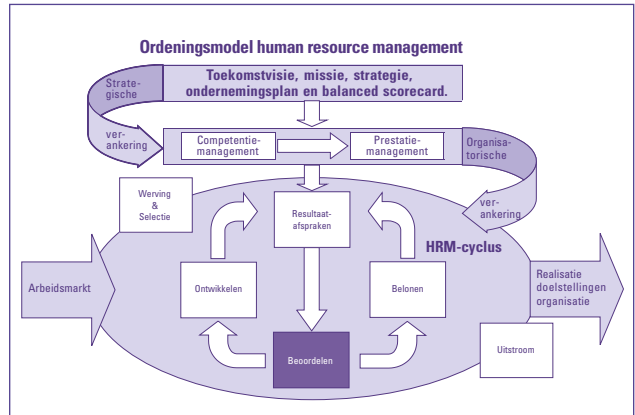 Ordeningsmodel human resource management
Strate-
gische
Toekomstvisie, missie, strategie,
ondernemingsplan en balanced scorecard.
ver-
ankering
Competentie-
management
Prestatie-
management
Organisa-
torische
ver-
ankering
Werving
&
Selectie
Resultaat-
afspraken
HRM-cyclus
Arbeidsmarkt
Ontwikkelen
Belonen
Realisatie
doelstellingen
organisatie
Beoordelen
Uitstroom